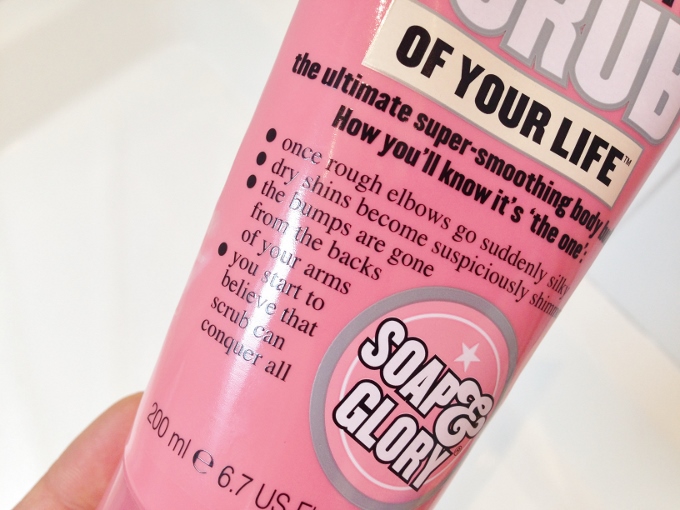 SCRUB
OF YOUR LIFE™
the ultimate super-smoothing body
How you'll know it's 'the one':
• once rough elbows go suddenly silky
• dry shins become suspiciously
• the bumps are gone
from the backs
of your arms
• you start to
believe that
scrub can
conquer all
SOAP &
GLORY
200 ml ℮ 6.7 US